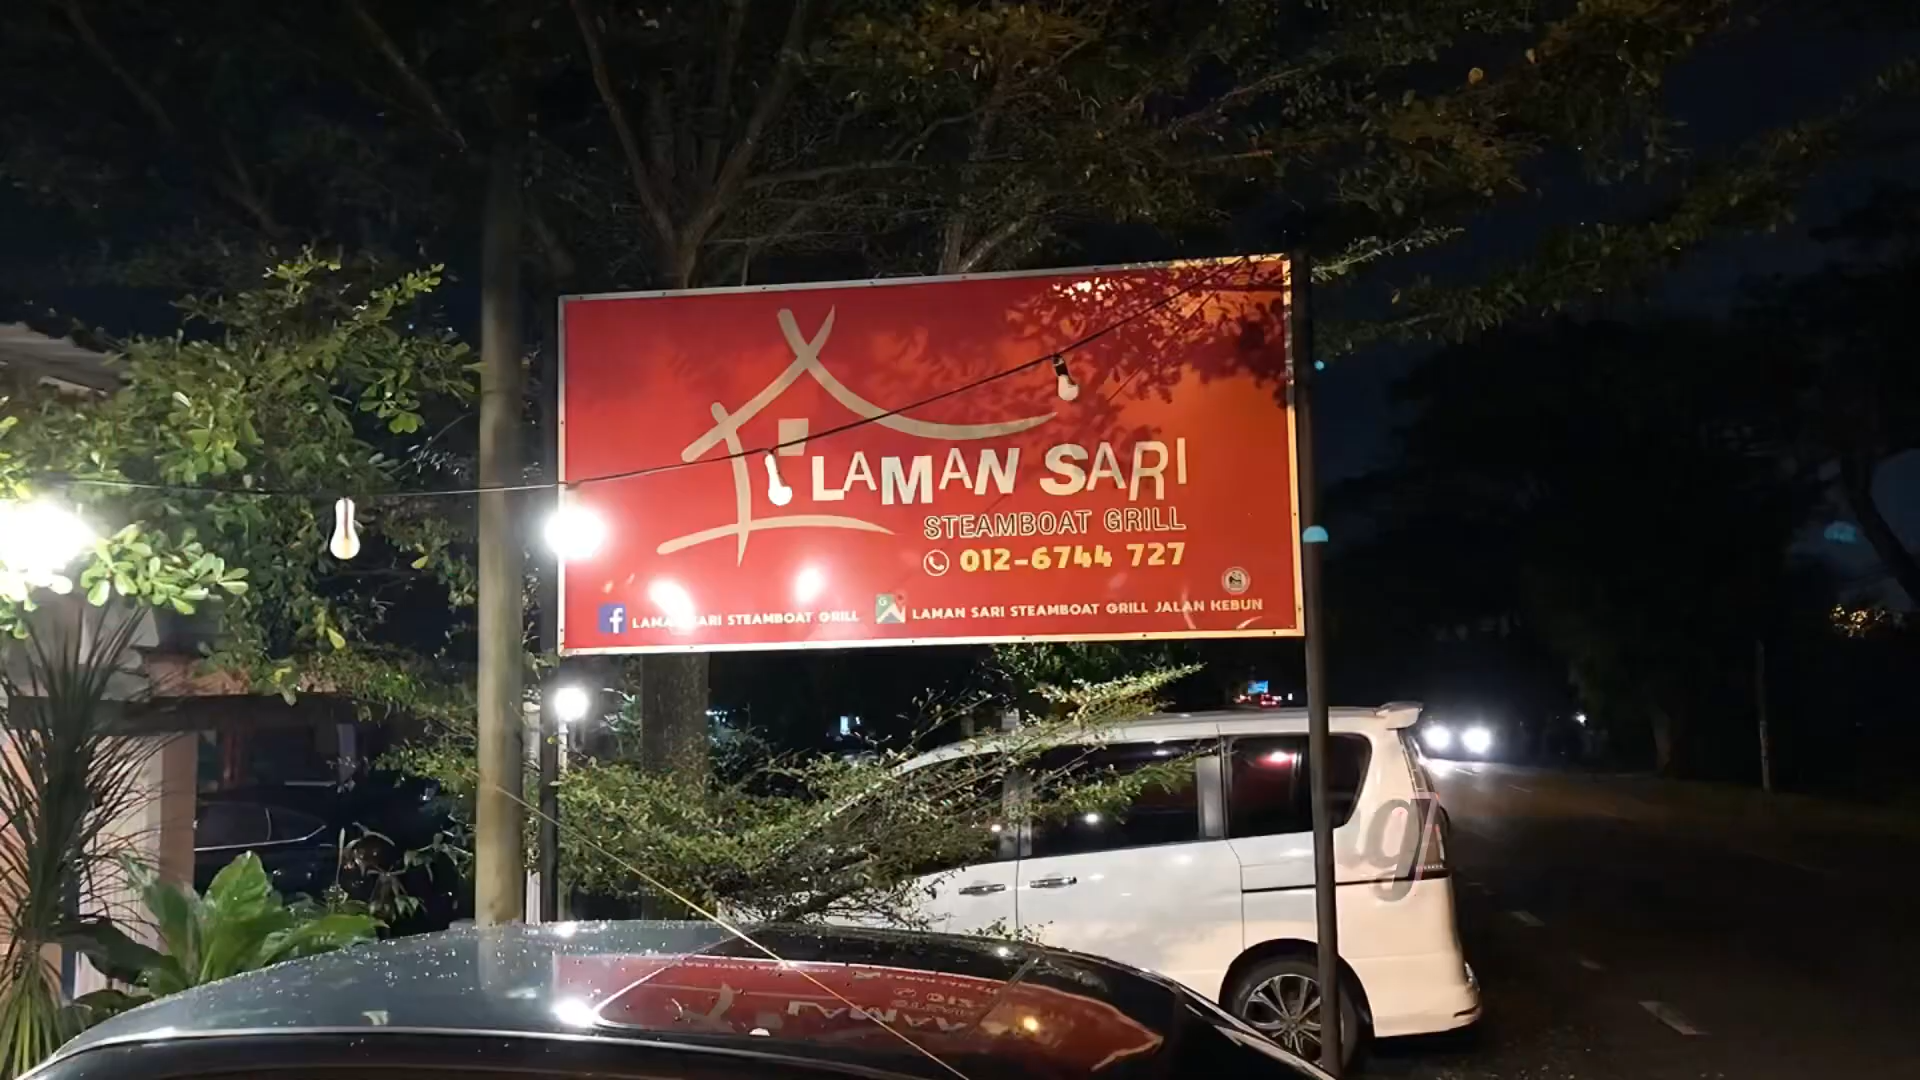 LAMAN SARI
STEAMBOAT GRILL
012-6744 727
LAMAN SARI STEAMBOAT GRILL
LAMAN SARI STEAMBOAT GRILL JALAN KEBUN